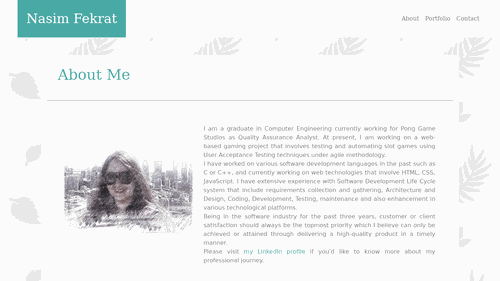 Nasim Fekrat
About Portfolio Contact
About Me
I am a graduate in Computer Engineering currently working for Pong Game
Studios as Quality Assurance Analyst. At present, I am working on a web-
based gaming project that involves testing and automating slot games using
User Acceptance Testing techniques under agile methodology.
I have worked on various software development languages in the past such as
C or C++, and currently working on web technologies that involve HTML, CSS,
JavaScript. I have extensive experience with Software Development Life Cycle
system that include requirements collection and gathering, Architecture and
Design, Coding, Development, Testing, maintenance and also enhancement in
various technological platforms.
Being in the software industry for the past three years, customer or client
satisfaction should always be the topmost priority which I believe can only be
achieved or attained through delivering a high-quality product in a timely
manner.
Please visit my LinkedIn profile if you'd like to know more about my
professional journey.